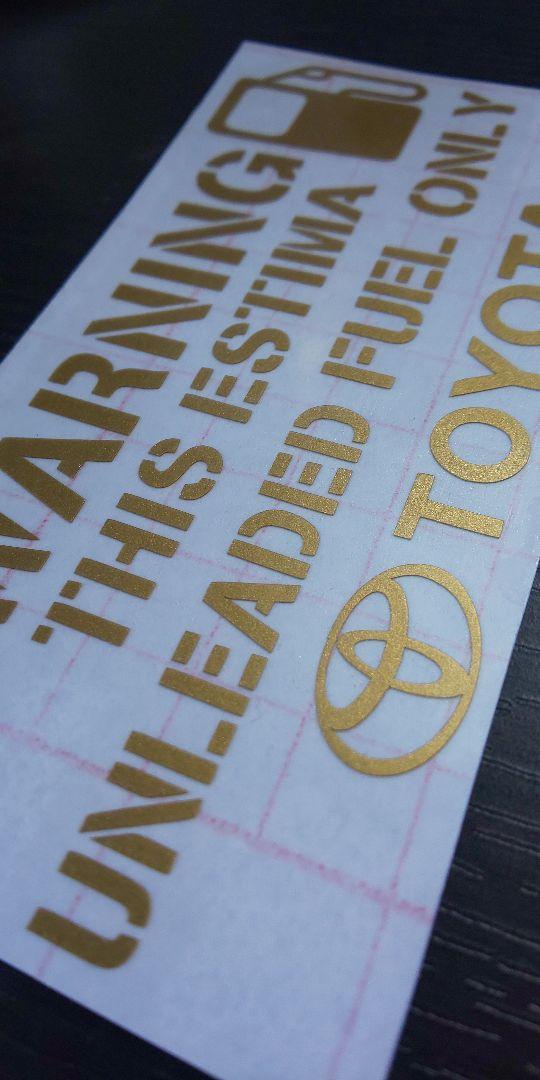 WARNING
THIS ESTIMA
UNLEADED FUEL ONLY
TOYOTA